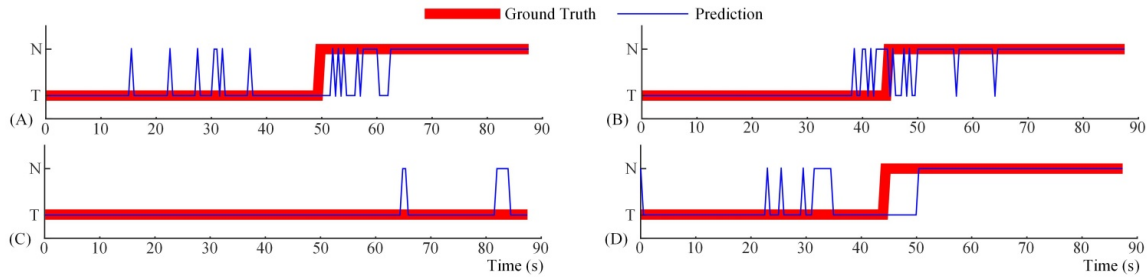 Ground Truth Prediction
N N
T T
(A) 0 10 20 30 40 50 60 70 80 90 (B) 0 10 20 30 40 50 60 70 80 90
N N
T T
(C) 0 10 20 30 40 50 60 70 80 90 (D) 0 10 20 30 40 50 60 70 80 90
Time (s) Time (s)